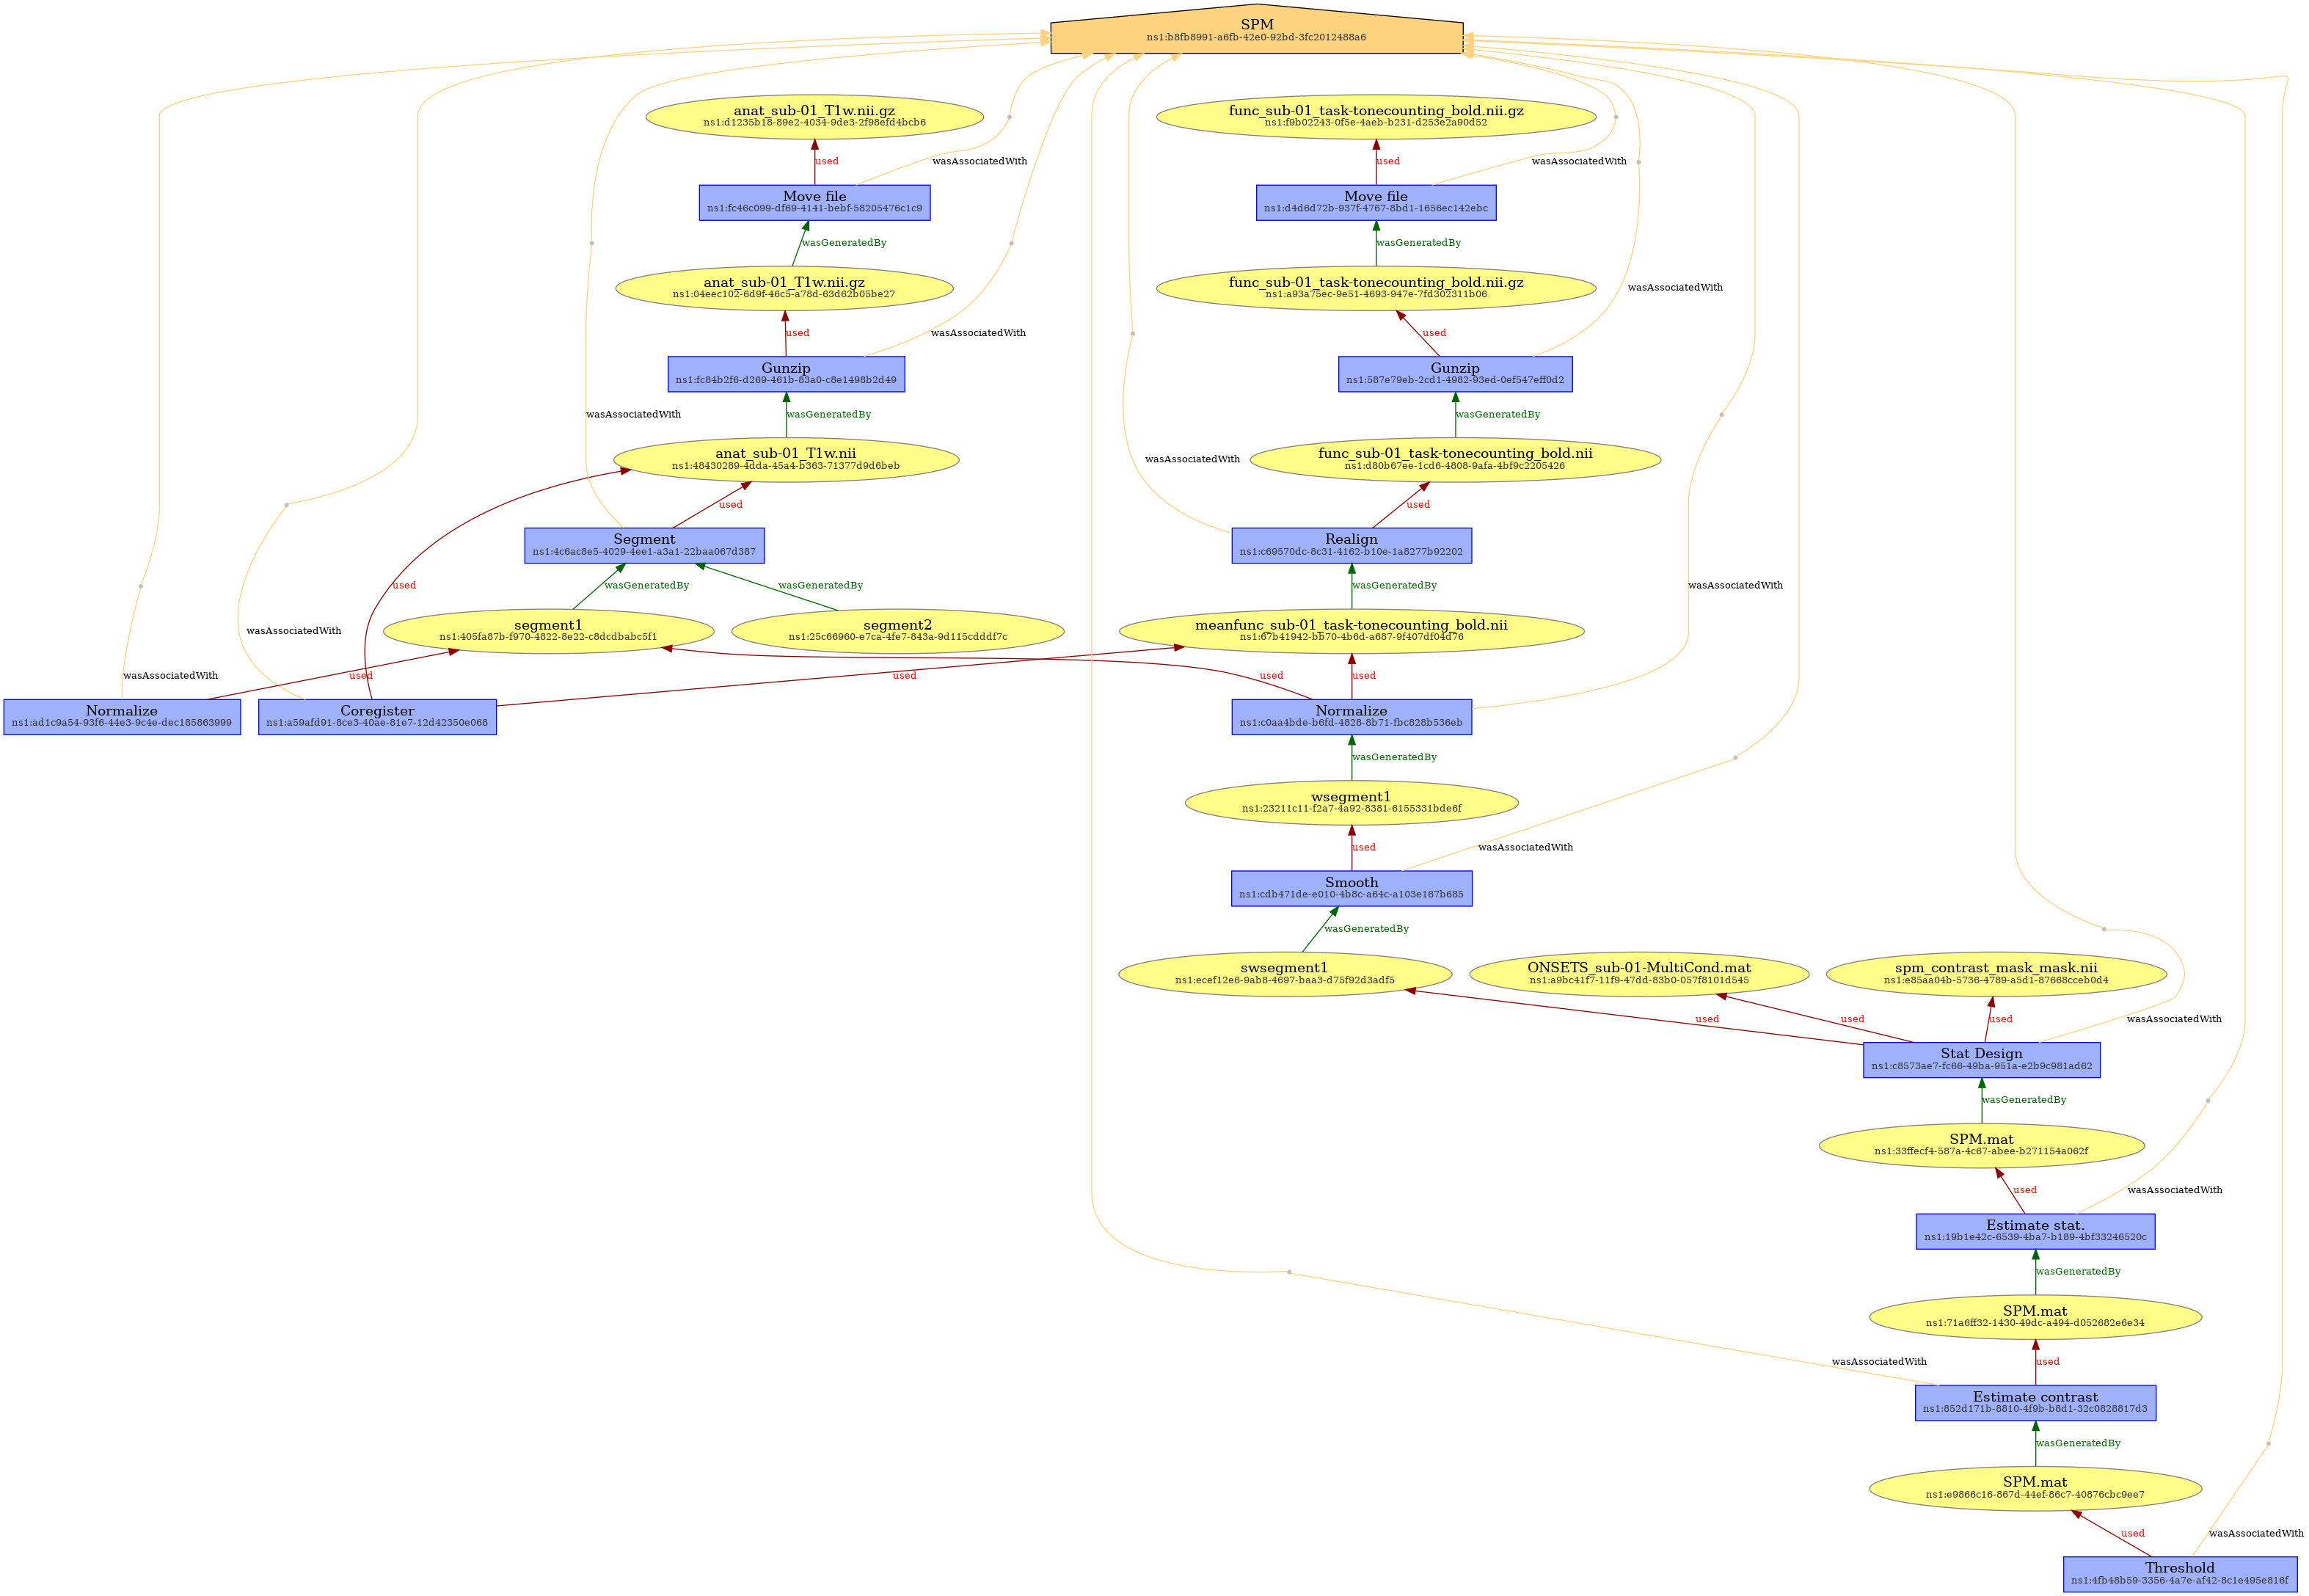 SPM
ns1:b8fb8991-a6fb-42e0-92bd-3fc2012488a6
anat_sub-01_T1w.nii.gz
ns1:d1235b18-89e2-4034-9de3-2f98efd4bcb6
func_sub-01_task-tonecounting_bold.nii.gz
ns1:f9b02243-0f5e-4aeb-b231-d253e2a90d52
used
wasAssociatedWith
used
wasAssociatedWith
Move file
ns1:fc46c099-df69-4141-bebf-58205476c1c9
Move file
ns1:d4d6d72b-937f-4767-8bd1-1656ec142ebc
wasGeneratedBy
wasGeneratedBy
anat_sub-01_T1w.nii.gz
ns1:04eec102-6d9f-46c5-a78d-63d62b05be27
func_sub-01_task-tonecounting_bold.nii.gz
ns1:a93a75ec-9e51-4693-947e-7fd302311b06
wasAssociatedWith
used
wasAssociatedWith
used
Gunzip
ns1:fc84b2f6-d269-461b-83a0-c8e1498b2d49
Gunzip
ns1:587e79eb-2cd1-4982-93ed-0ef547eff0d2
wasAssociatedWith
wasGeneratedBy
wasGeneratedBy
anat_sub-01_T1w.nii
ns1:48430289-4dda-45a4-b363-71377d9d6beb
wasAssociatedWith
func_sub-01_task-tonecounting_bold.nii
ns1:d80b67ee-1cd6-4808-9afa-4bf9c2205426
used
used
Segment
ns1:4c6ac8e5-4029-4ee1-a3a1-22baa067d387
Realign
ns1:c69570dc-8c31-4162-b10e-1a8277b92202
used
wasGeneratedBy
wasGeneratedBy
wasGeneratedBy
wasAssociatedWith
wasAssociatedWith
segment1
ns1:405fa87b-f970-4822-8e22-c8dcdbabc5f1
segment2
ns1:25c66960-e7ca-4fe7-843a-9d115cdddf7c
meanfunc_sub-01_task-tonecounting_bold.nii
ns1:67b41942-bb70-4b6d-a687-9f407df04d76
wasAssociatedWith
used
used
used
used
Normalize
ns1:ad1c9a54-93f6-44e3-9c4e-dec185863999
Coregister
ns1:a59afd91-8ce3-40ae-81e7-12d42350e068
Normalize
ns1:c0aa4bde-b6fd-4828-8b71-fbc828b536eb
wasGeneratedBy
wsegment1
ns1:23211c11-f2a7-4a92-8381-6155331bde6f
used
wasAssociatedWith
Smooth
ns1:cdb471de-e010-4b8c-a64c-a103e167b685
wasGeneratedBy
swsegment1
ns1:ecef12e6-9ab8-4697-baa3-d75f92d3adf5
ONSETS_sub-01-MultiCond.mat
ns1:a9bc41f7-11f9-47dd-83b0-057f8101d545
spm_contrast_mask_mask.nii
ns1:e85aa04b-5736-4789-a5d1-87668cceb0d4
used
used
used
wasAssociatedWith
Stat Design
ns1:c8573ae7-fc66-49ba-951a-e2b9c981ad62
wasGeneratedBy
SPM.mat
ns1:33ffecf4-587a-4c67-abee-b271154a062f
used
wasAssociatedWith
Estimate stat.
ns1:19b1e42c-6539-4ba7-b189-4bf33246520c
wasGeneratedBy
SPM.mat
ns1:71a6ff32-1430-49dc-a494-d052682e6e34
wasAssociatedWith
used
Estimate contrast
ns1:852d171b-8810-4f9b-b8d1-32c0828817d3
wasGeneratedBy
SPM.mat
ns1:e9866c16-867d-44ef-86c7-40876cbc9ee7
used
wasAssociatedWith
Threshold
ns1:4fb48b59-3356-4a7e-af42-8c1e495e816f